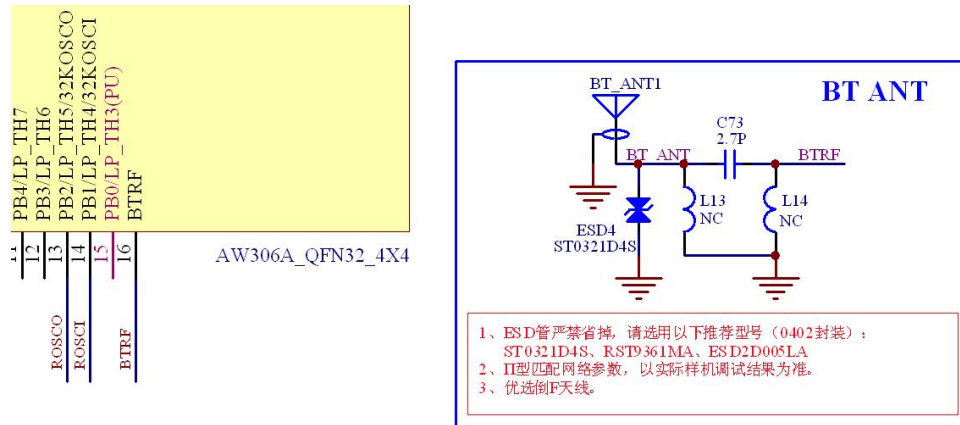 PB4/LP_TH7
PB3/LP_TH6
PB2/LP_TH5/32KOSCO
PB1/LP_TH4/32KOSCI
PB0/LP_TH3(PU)
BTRF
12
13
14
15
16
AW306A_QFN32_4X4
ROSCO
ROSCI
BTRF
BT ANT
BT_ANT1
C73
2.7P
BT_ANT
BTRF
L13
NC
L14
NC
ESD4
ST0321D4S
1、ESD管严禁省掉，请选用以下推荐型号（0402封装）：
ST0321D4S、RST9361MA、ESD2D005LA
2、Π型匹配网络参数，以实际样机调试结果为准。
3、优选倒F天线。